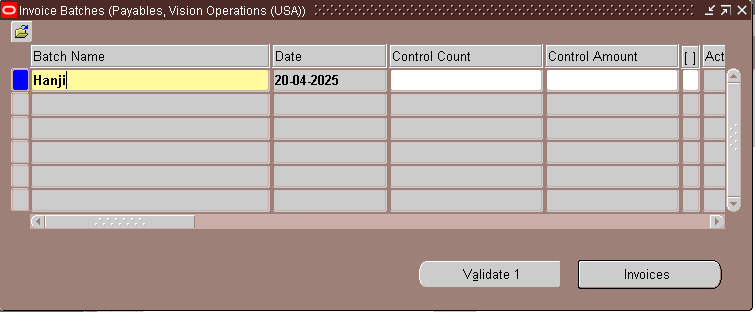 Invoice Batches (Payables, Vision Operations (USA))
Batch Name Date Control Count Control Amount [ ] Act
Hanji 20-04-2025
Validate 1 Invoices